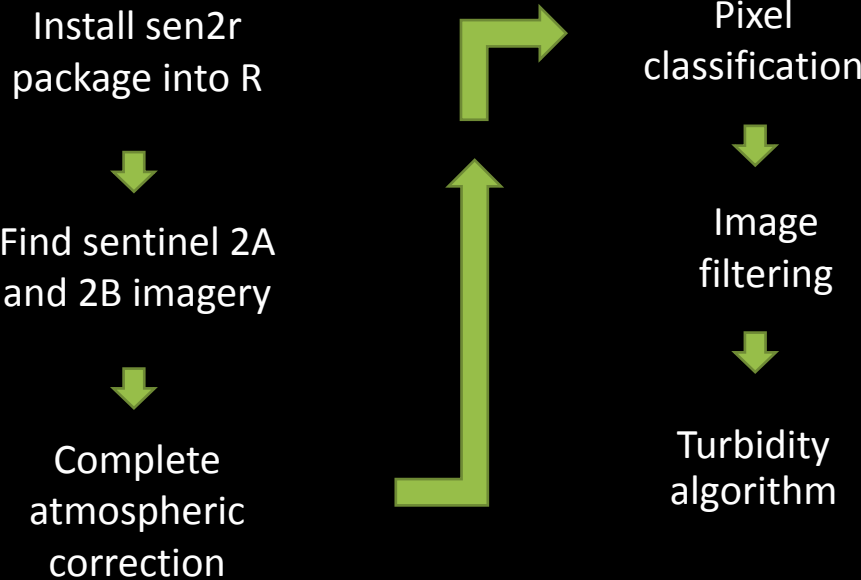 Install sen2r
package into R
Find sentinel 2A
and 2B imagery
Complete
atmospheric
correction
Pixel
classification
Image
filtering
Turbidity
algorithm